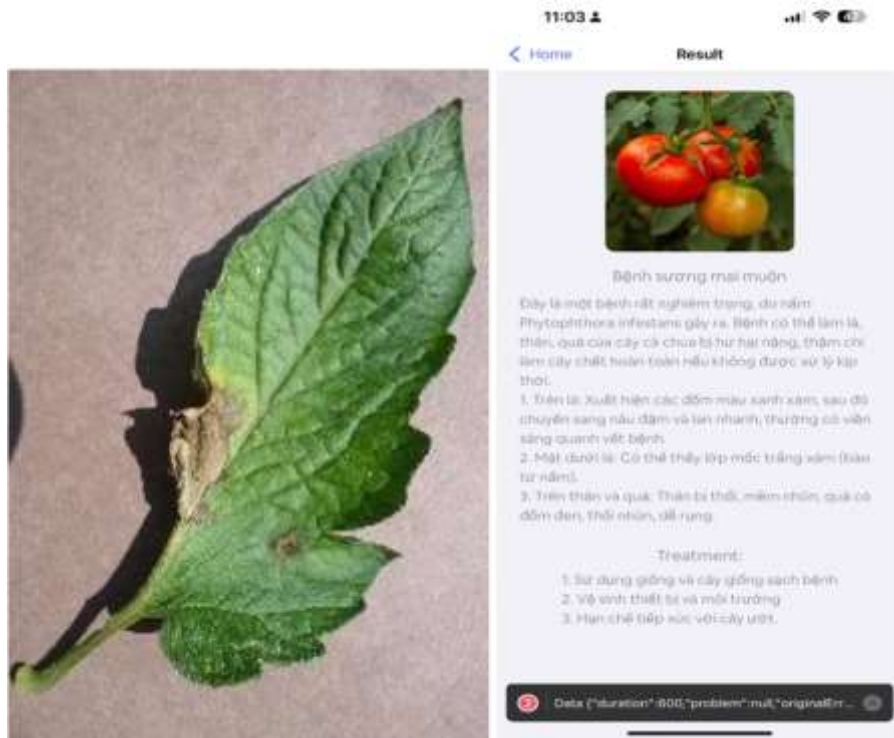 11:03
Home
Result
Bệnh sương mai muộn
Đây là một bệnh rất nghiêm trọng, do nấm
Phytophthora infestans gây ra. Bệnh có thể làm lá,
thân, quả của cây cà chua bị hư hại nặng, thậm chí
làm cây chết hoàn toàn nếu không được xử lý kịp
thời.
1. Trên lá: Xuất hiện các đốm màu xanh xám, sau đó
chuyển sang nâu đậm và lan nhanh, thường có viền
sáng quanh vết bệnh.
2. Mặt dưới lá: Có thể thấy lớp mốc trắng xám (bào
tử nấm).
3. Trên thân và quả: Thân bị thối, mềm nhũn, quả có
đốm đen, thối nhũn, dễ rụng.
Treatment:
1. Sử dụng giống và cây giống sạch bệnh
2. Vệ sinh thiết bị và môi trường
3. Hạn chế tiếp xúc với cây ướt.
Data {"duration":600,"problem":null,"originalErr...